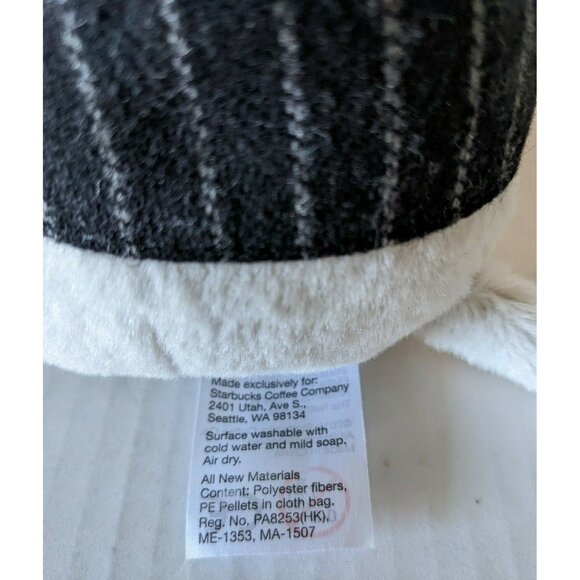 Made exclusively for:
Starbucks Coffee Company
2401 Utah. Ave S.,
Seattle, WA 98134
Surface washable with
cold water and mild soap.
Air dry.
All New Materials
Content: Polyester fibers,
PE Pellets in cloth bag.
Reg. No. PA8253(HK),
ME-1353, MA-1507